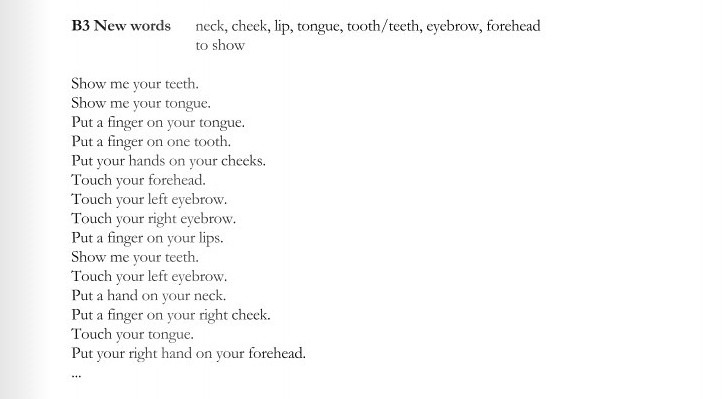 B3 New words neck, cheek, lip, tongue, tooth/teeth, eyebrow, forehead
to show
Show me your teeth.
Show me your tongue.
Put a finger on your tongue.
Put a finger on one tooth.
Put your hands on your cheeks.
Touch your forehead.
Touch your left eyebrow.
Touch your right eyebrow.
Put a finger on your lips.
Show me your teeth.
Touch your left eyebrow.
Put a hand on your neck.
Put a finger on your right cheek.
Touch your tongue.
Put your right hand on your forehead.
...